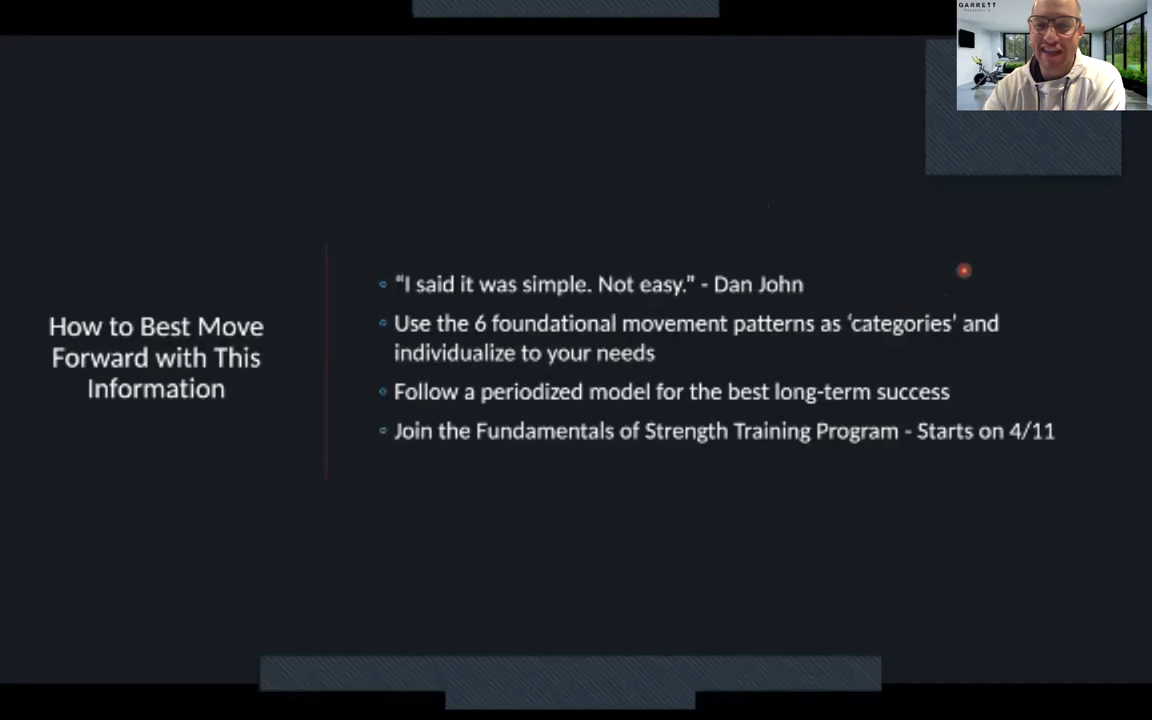 GARRETT
How to Best Move
Forward with This
Information
“I said it was simple. Not easy.” - Dan John
Use the 6 foundational movement patterns as ‘categories’ and
individualize to your needs
Follow a periodized model for the best long-term success
Join the Fundamentals of Strength Training Program - Starts on 4/11